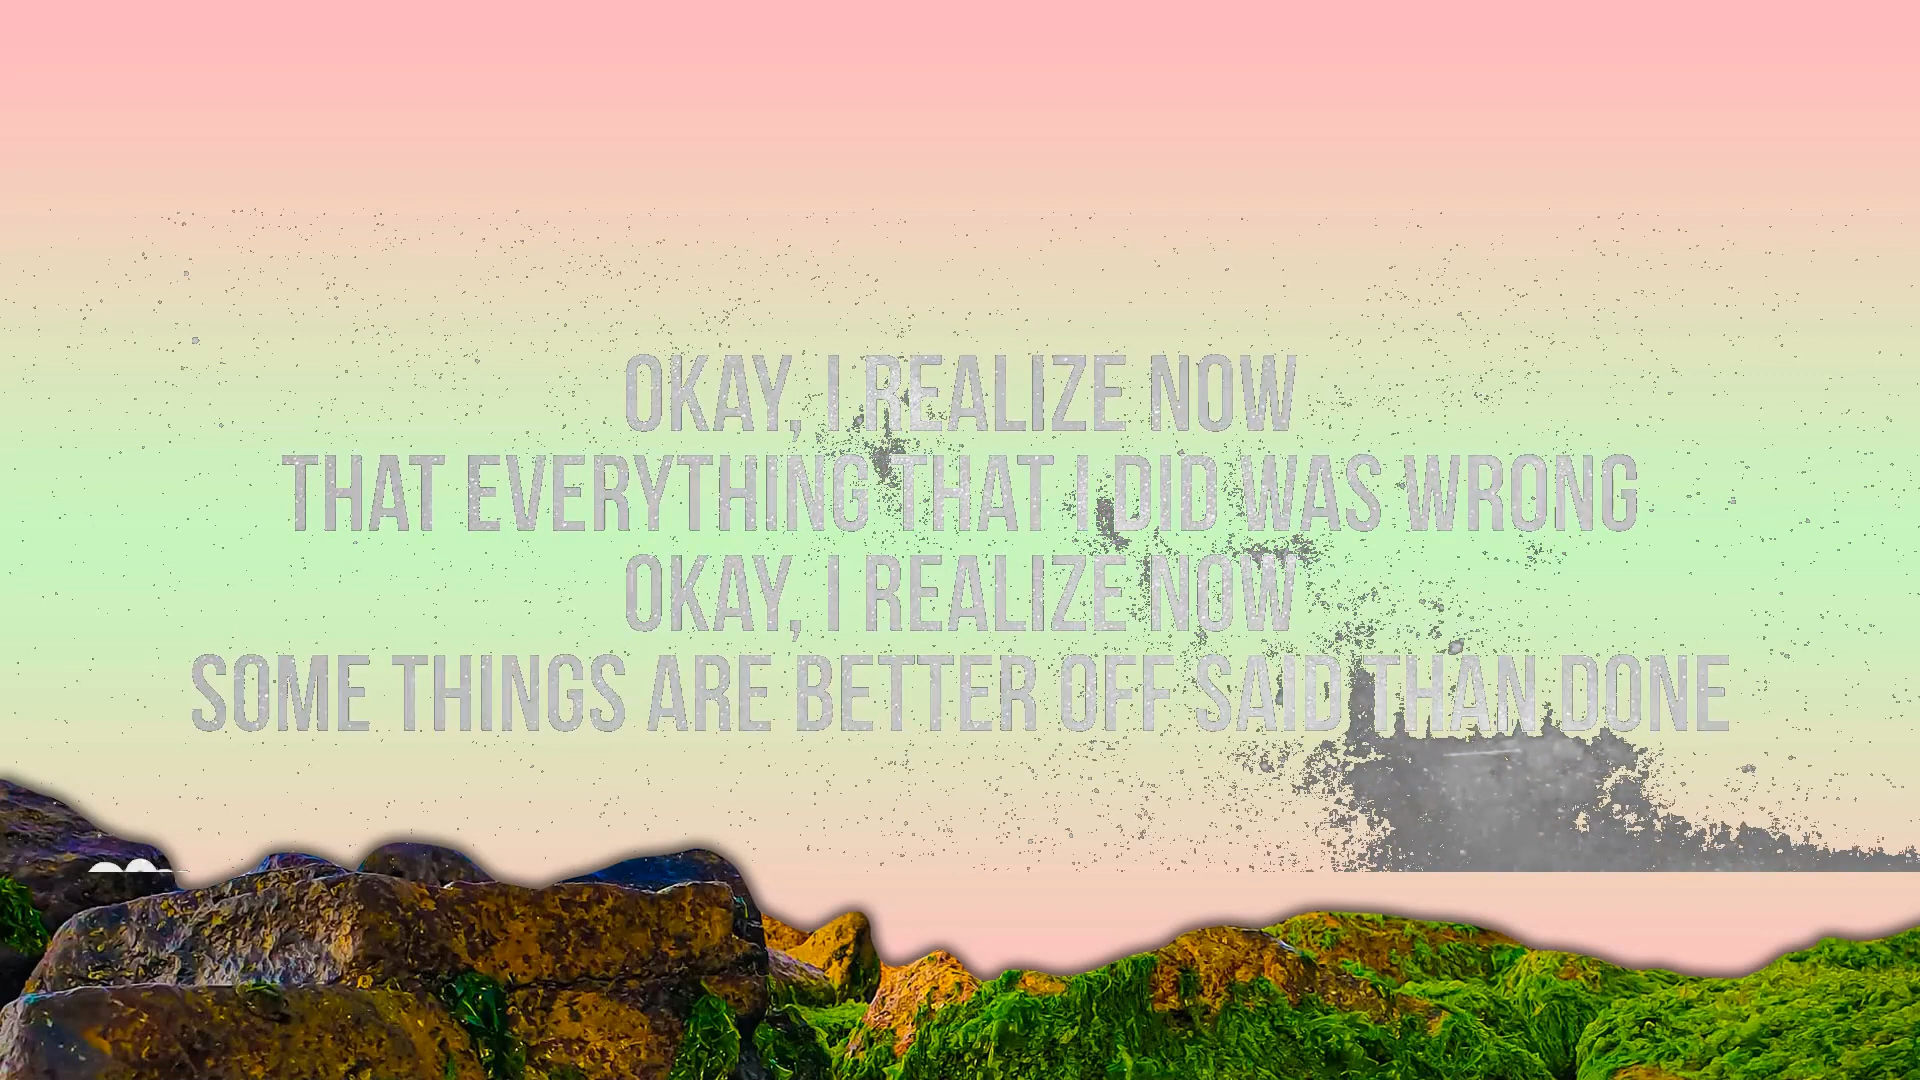 OKAY, I REALIZE NOW
THAT EVERYTHING THAT I DID WAS WRONG
OKAY, I REALIZE NOW
SOME THINGS ARE BETTER OFF SAID THAN DONE